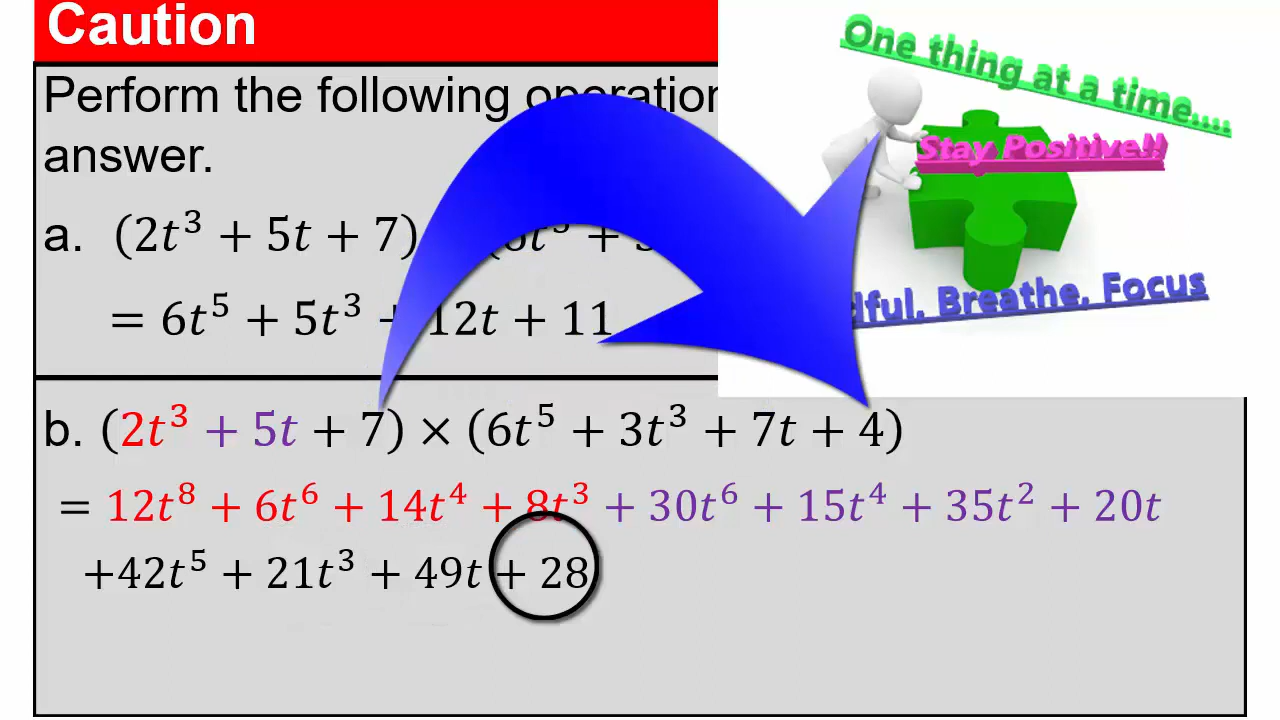 Caution
One thing at a time....
Stay Positive!!
Breathe, Focus
Perform the following
answer.
a. (2t³ + 5t + 7)
= 6t⁵ + 5t³ + 12t + 11
b. (2t³ + 5t + 7) × (6t⁵ + 3t³ + 7t + 4)
= 12t⁸ + 6t⁶ + 14t⁴ + 8t³ + 30t⁶ + 15t⁴ + 35t² + 20t
+42t⁵ + 21t³ + 49t + 28